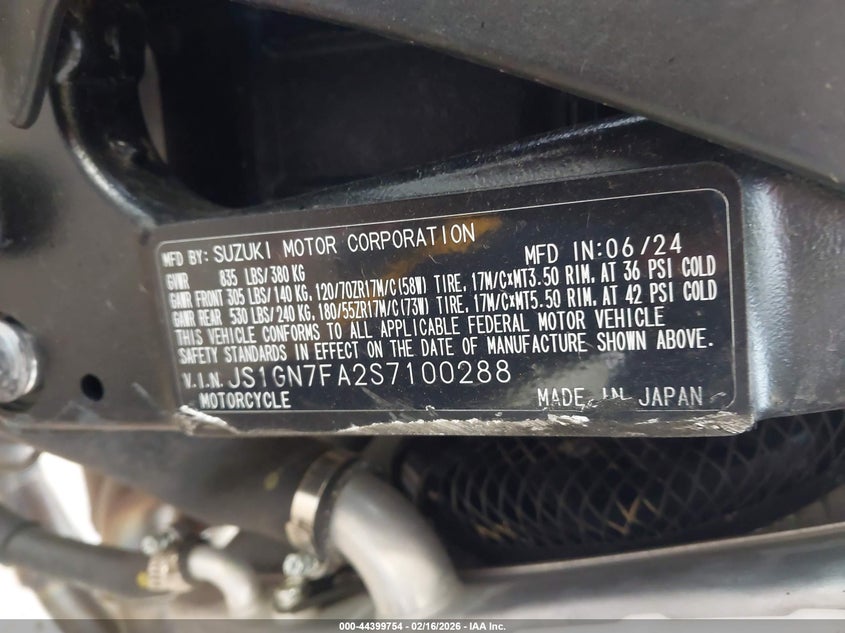 MFD BY: SUZUKI MOTOR CORPORATION MFD IN: 06/24
GVWR 835 LBS/380 KG
GAWR FRONT 305 LBS/140 KG, 120/70ZR17M/C(58W) TIRE, 17M/C×MT3.50 RIM, AT 36 PSI COLD
GAWR REAR 530 LBS/240 KG, 180/55ZR17M/C(73W) TIRE, 17M/C×MT5.50 RIM, AT 42 PSI COLD
THIS VEHICLE CONFORMS TO ALL APPLICABLE FEDERAL MOTOR VEHICLE
SAFETY STANDARDS IN EFFECT ON THE DATE OF MANUFACTURE SHOWN ABOVE.
V.I.N. JS1GN7FA2S7100288
MOTORCYCLE MADE IN JAPAN
000-44399754 - 02/16/2026 - IAA Inc.